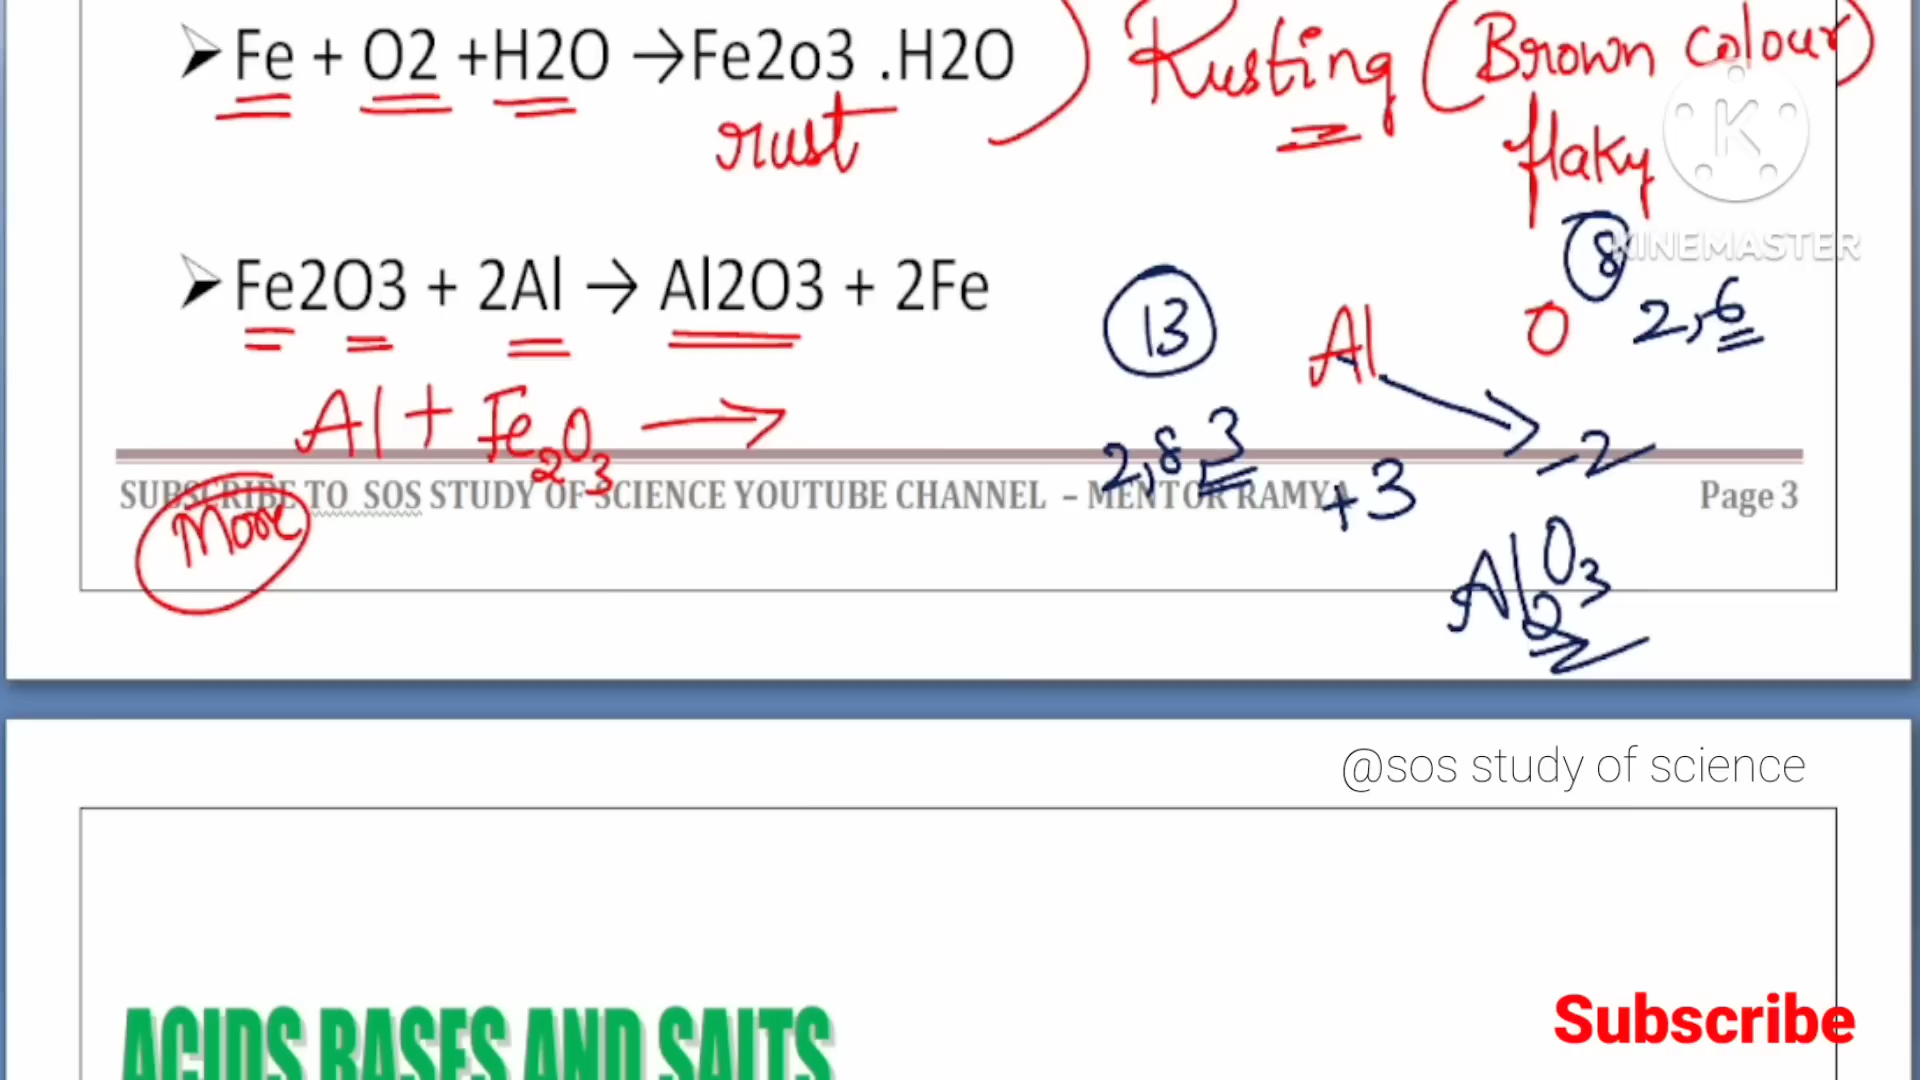 ➢Fe + O2 +H2O →Fe2o3 .H2O ) Rusting (Brown colour)
rust
flaky
K
KINEMASTER
8
➢Fe2O3 + 2Al → Al2O3 + 2Fe
13 Al O 2,6
2,8,3 +3 -2
Al + Fe2O3 →
SUBSCRIBE TO SOS STUDY OF SCIENCE YOUTUBE CHANNEL – MENTOR RAMYA Page 3
More
Al2O3
@sos study of science
ACIDS BASES AND SALTS
Subscribe